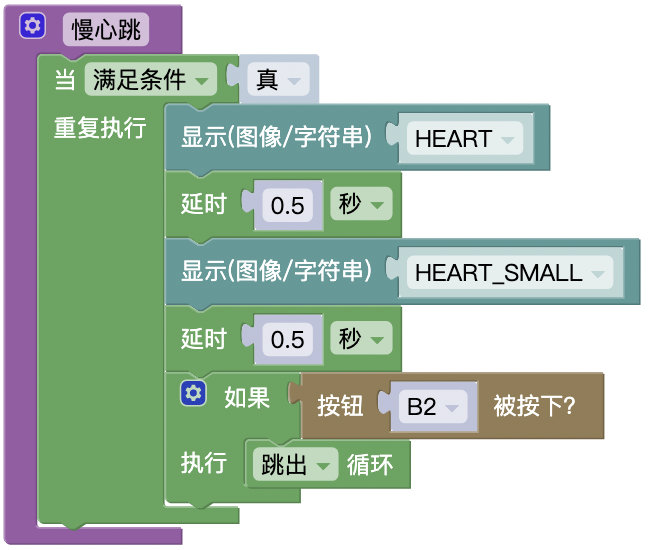 慢心跳
当 满足条件 真
重复执行 显示(图像/字符串) HEART
延时 0.5 秒
显示(图像/字符串) HEART_SMALL
延时 0.5 秒
如果 按钮 B2 被按下?
执行 跳出 循环